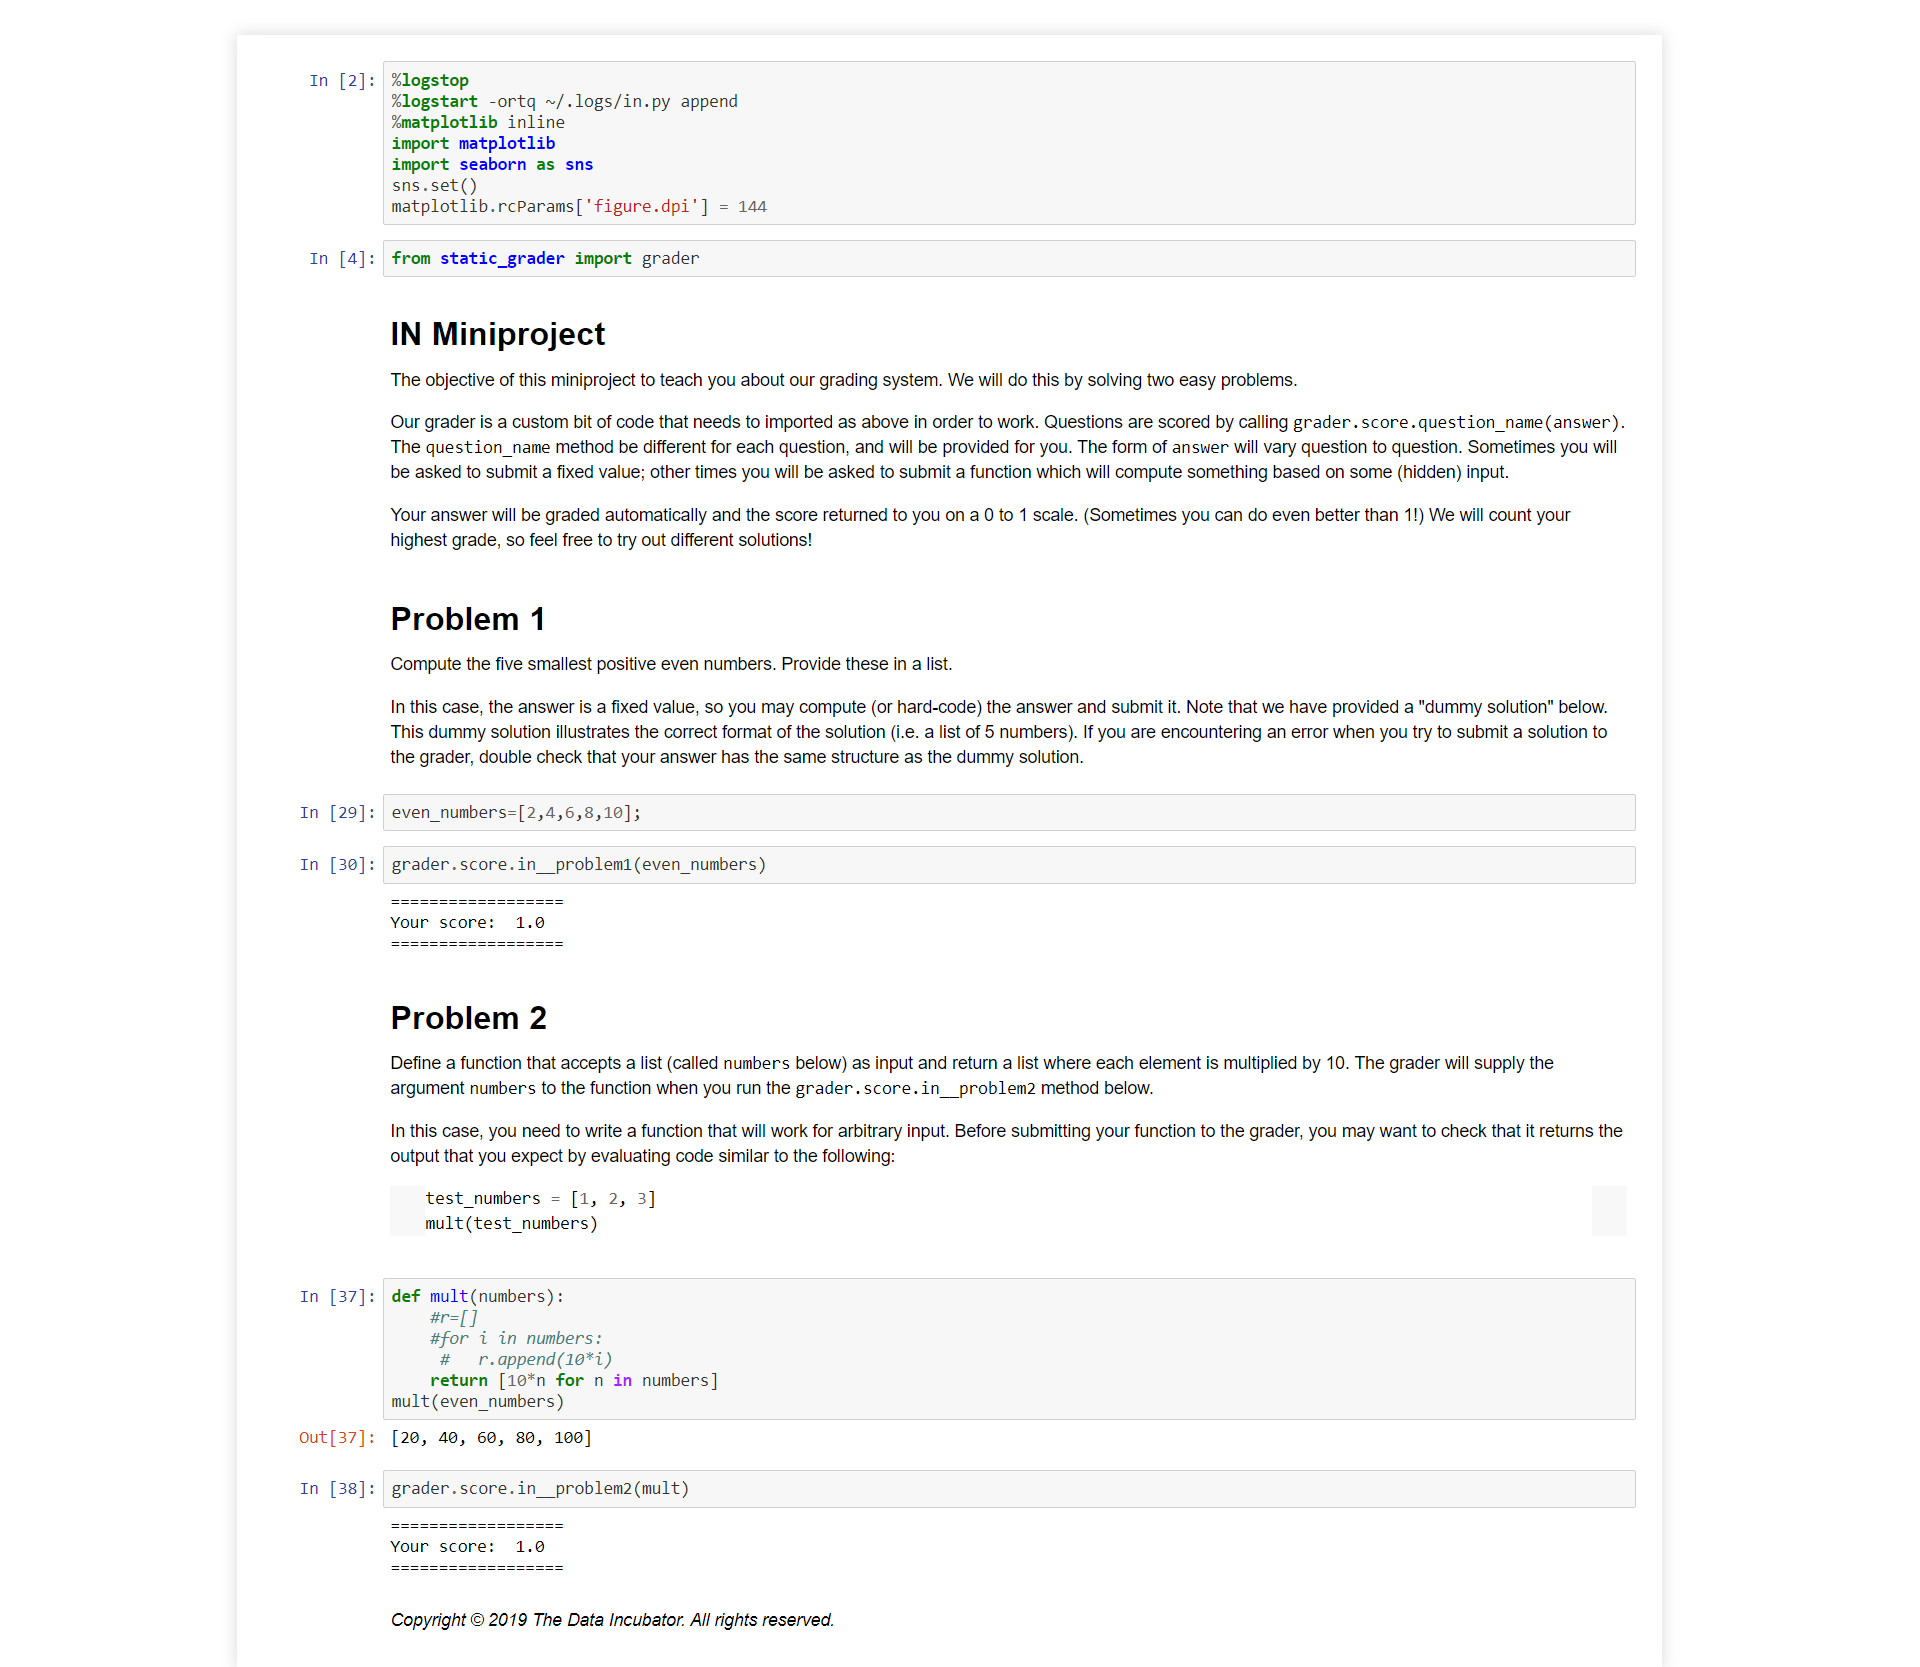 In [2]: %logstop
%logstart -ortq ~/.logs/in.py append
%matplotlib inline
import matplotlib
import seaborn as sns
sns.set()
matplotlib.rcParams['figure.dpi'] = 144
In [4]: from static_grader import grader
IN Miniproject
The objective of this miniproject to teach you about our grading system. We will do this by solving two easy problems.
Our grader is a custom bit of code that needs to imported as above in order to work. Questions are scored by calling grader.score.question_name(answer).
The question_name method be different for each question, and will be provided for you. The form of answer will vary question to question. Sometimes you will
be asked to submit a fixed value; other times you will be asked to submit a function which will compute something based on some (hidden) input.
Your answer will be graded automatically and the score returned to you on a 0 to 1 scale. (Sometimes you can do even better than 1!) We will count your
highest grade, so feel free to try out different solutions!
Problem 1
Compute the five smallest positive even numbers. Provide these in a list.
In this case, the answer is a fixed value, so you may compute (or hard-code) the answer and submit it. Note that we have provided a "dummy solution" below.
This dummy solution illustrates the correct format of the solution (i.e. a list of 5 numbers). If you are encountering an error when you try to submit a solution to
the grader, double check that your answer has the same structure as the dummy solution.
In [29]: even_numbers=[2,4,6,8,10];
In [30]: grader.score.in__problem1(even_numbers)
==================
Your score:  1.0
==================
Problem 2
Define a function that accepts a list (called numbers below) as input and return a list where each element is multiplied by 10. The grader will supply the
argument numbers to the function when you run the grader.score.in__problem2 method below.
In this case, you need to write a function that will work for arbitrary input. Before submitting your function to the grader, you may want to check that it returns the
output that you expect by evaluating code similar to the following:
test_numbers = [1, 2, 3]
mult(test_numbers)
In [37]: def mult(numbers):
    #r=[]
    #for i in numbers:
     #   r.append(10*i)
    return [10*n for n in numbers]
mult(even_numbers)
Out[37]: [20, 40, 60, 80, 100]
In [38]: grader.score.in__problem2(mult)
==================
Your score:  1.0
==================
Copyright © 2019 The Data Incubator. All rights reserved.